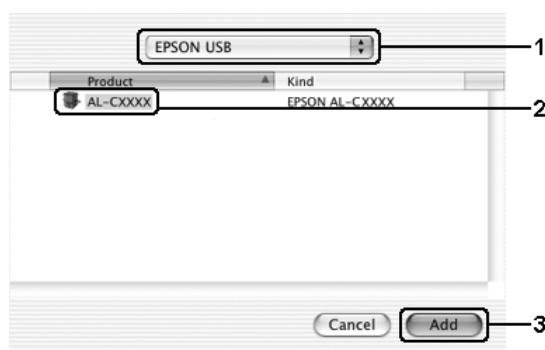 EPSON USB
1
Product Kind
AL-CXXXX EPSON AL-CXXXX
2
Cancel Add
3